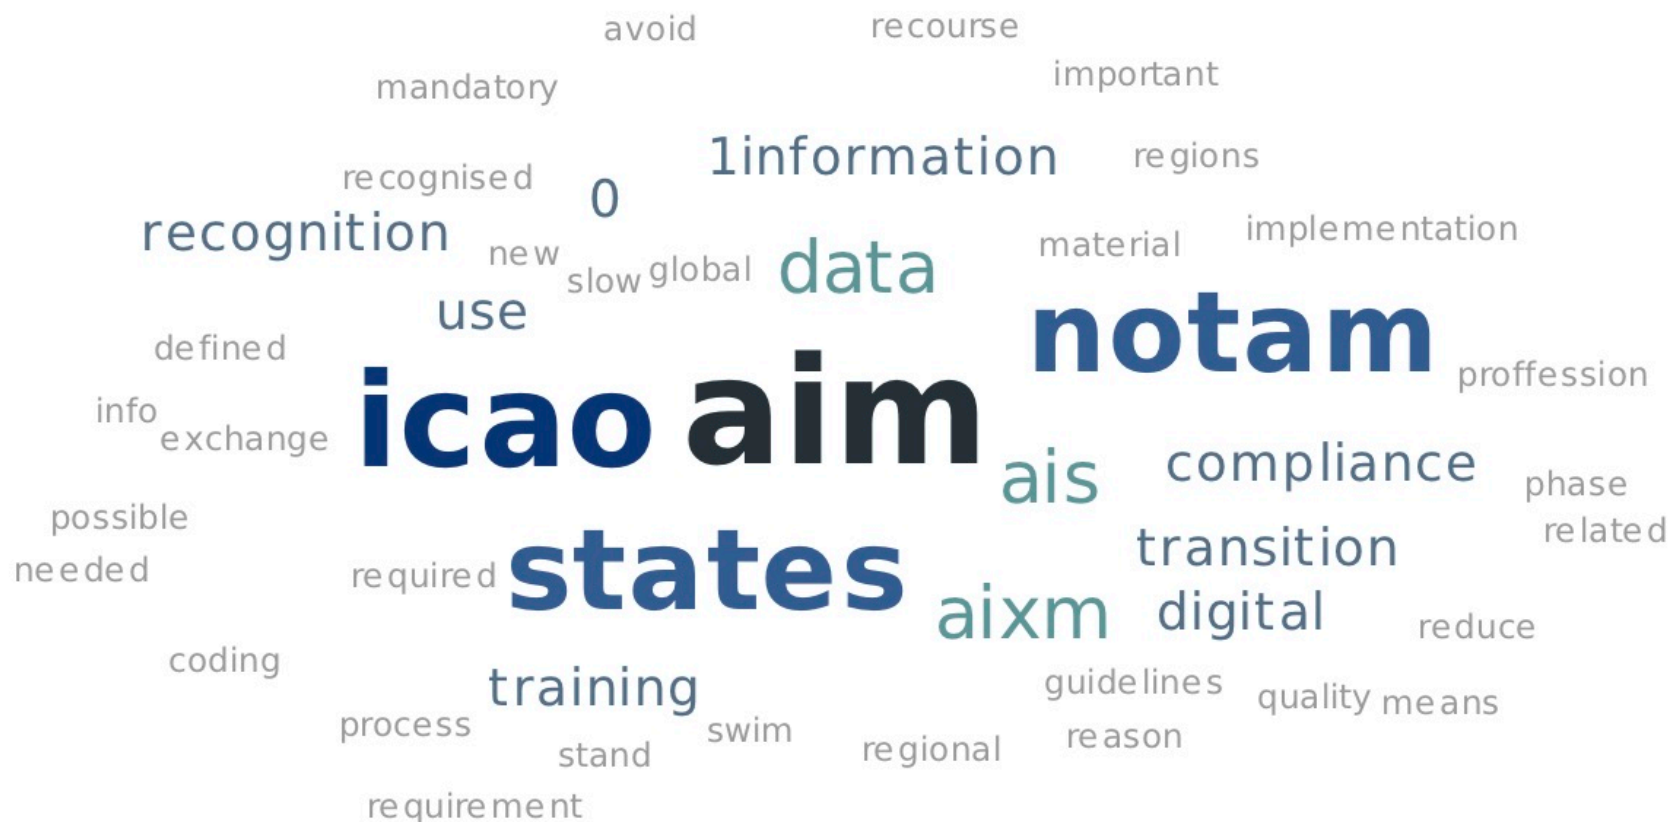 avoid
recourse
important
mandatory
1information
regions
recognised
0
recognition
implementation
material
new
slow
global
data
use
notam
defined
proffession
info
exchange
icao
aim
ais
compliance
phase
possible
related
needed
required
states
transition
aixm
digital
reduce
coding
training
guidelines
quality
means
process
stand
swim
regional
reason
requirement